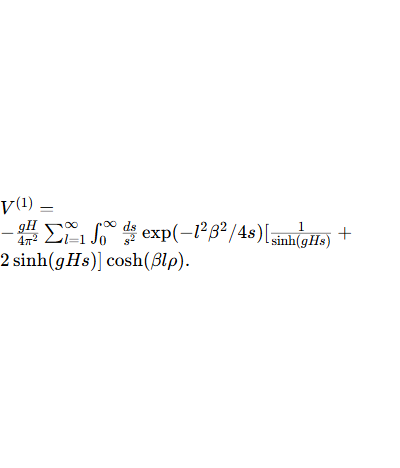 V^{(1)} =
-\frac{gH}{4\pi^2} \sum_{l=1}^{\infty} \int_0^{\infty} \frac{ds}{s^2} \exp(-l^2\beta^2/4s)[\frac{1}{\sinh(gHs)} +
2\sinh(gHs)]\cosh(\beta l\rho).